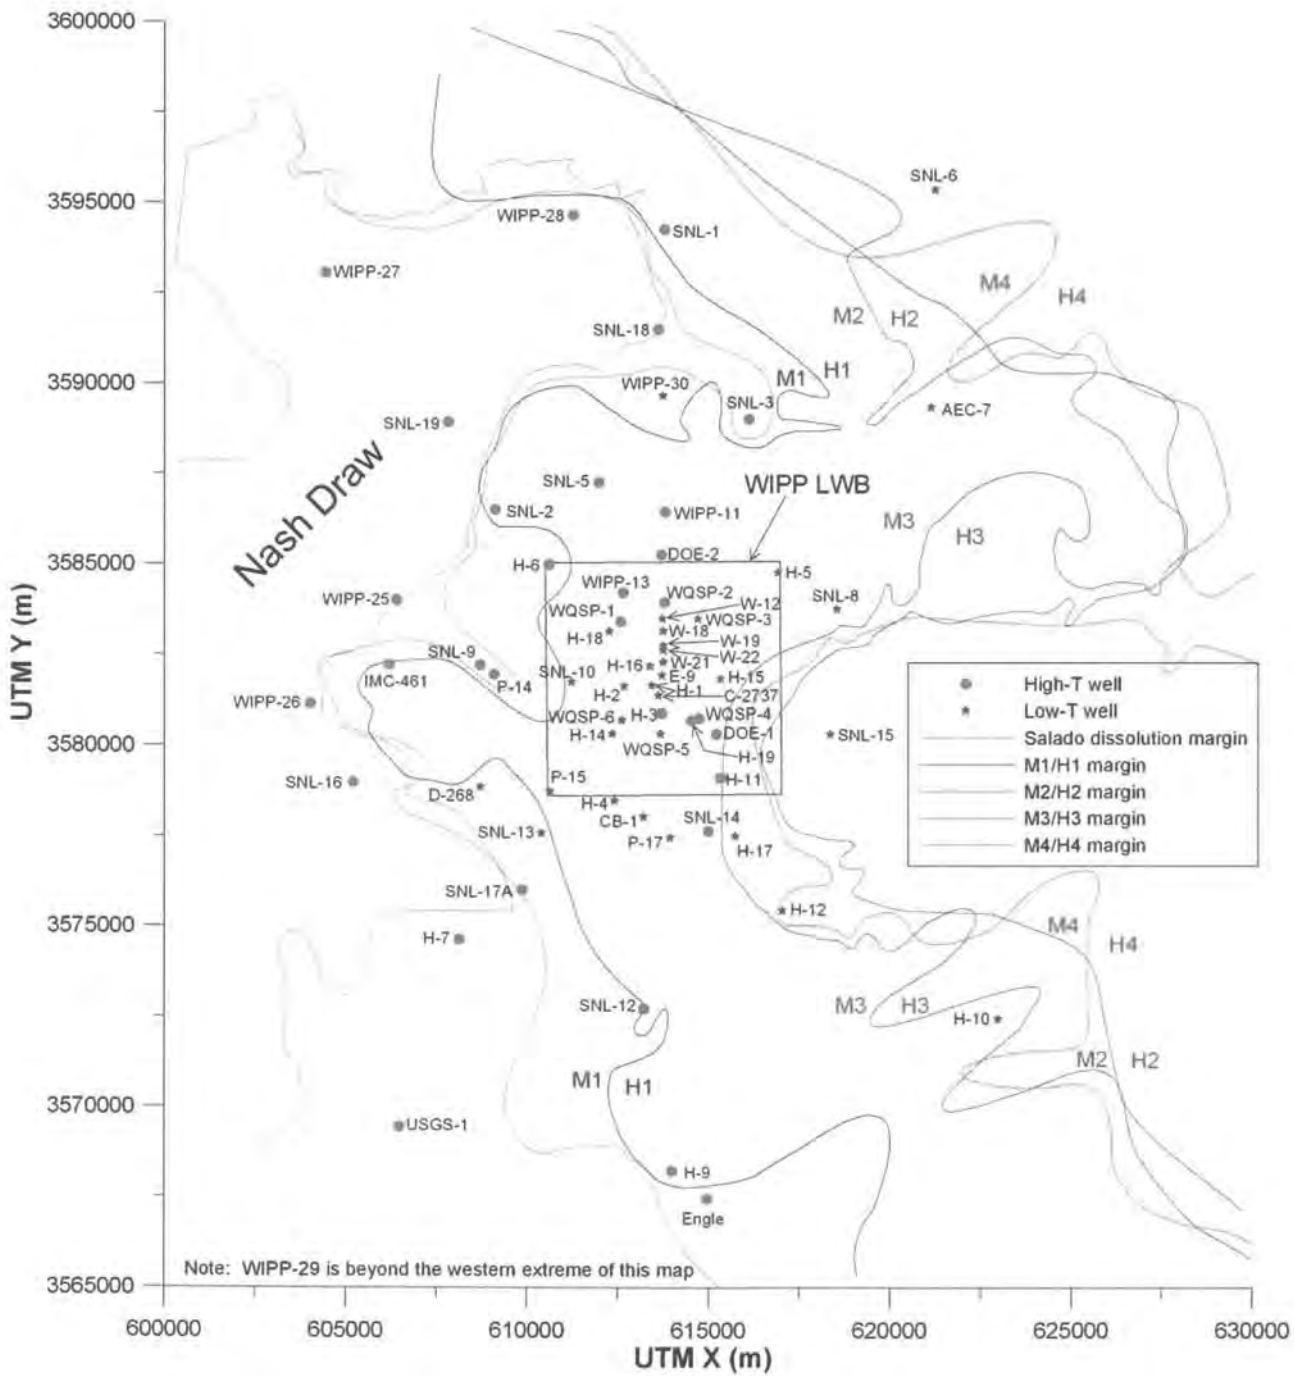 3600000
SNL-6
WIPP-28
SNL-1
3595000
WIPP-27
M4
H4
M2
H2
SNL-18
M1
H1
3590000
WIPP-30
SNL-3
AEC-7
SNL-19
Nash Draw
SNL-5
WIPP LWB
SNL-2
WIPP-11
M3
H3
3585000
DOE-2
H-6
H-5
WIPP-13
WIPP-25
WQSP-2
SNL-8
W-12
WQSP-1
WQSP-3
H-18
W-18
W-19
SNL-9
W-22
H-16
W-21
IMC-461
P-14
SNL-10
E-9
H-15
H-2
H-1
C-2737
High-T well
WIPP-26
WQSP-6
H-3
WQSP-4
Low-T well
H-14
DOE-1
SNL-15
3580000
WQSP-5
H-19
Salado dissolution margin
SNL-16
P-15
H-11
M1/H1 margin
D-268
H-4
M2/H2 margin
CB-1
SNL-14
M3/H3 margin
SNL-13
P-17
H-17
M4/H4 margin
UTM Y (m)
SNL-17A
H-12
3575000
H-7
M4
H4
SNL-12
M3
H3
H-10
M1
H1
M2
H2
3570000
USGS-1
H-9
Engle
Note: WIPP-29 is beyond the western extreme of this map
3565000
600000
605000
610000
615000
620000
625000
630000
UTM X (m)